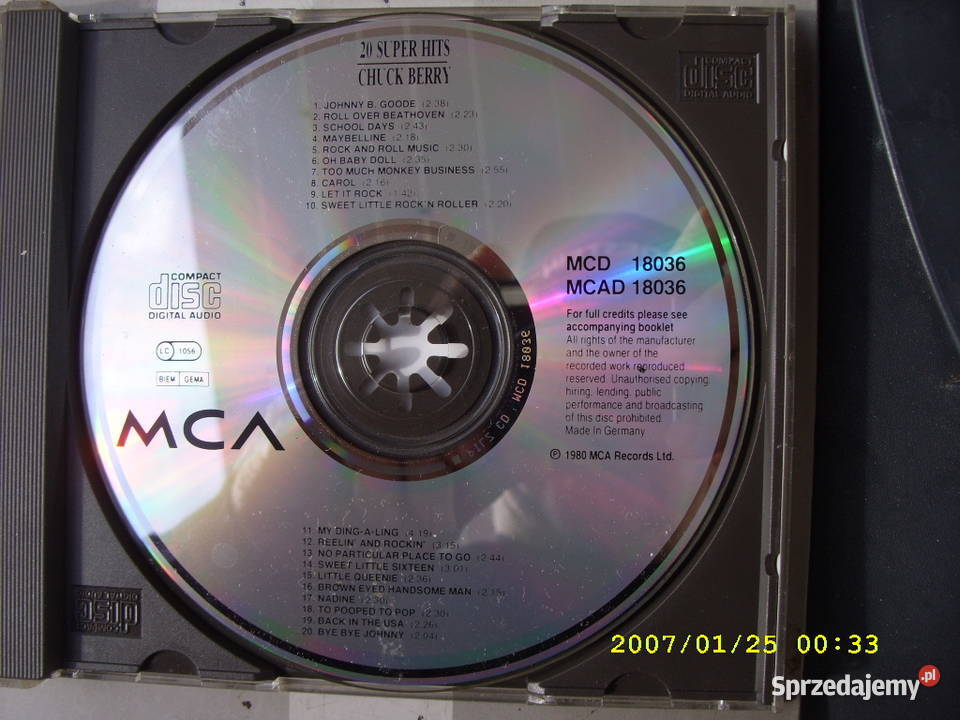 20 SUPER HITS
CHUCK BERRY
1. JOHNNY B. GOODE (2.38)
2. ROLL OVER BEATHOVEN (2.23)
3. SCHOOL DAYS (2.43)
4. MAYBELLINE (2.18)
5. ROCK AND ROLL MUSIC (2.30)
6. OH BABY DOLL (2.35)
7. TOO MUCH MONKEY BUSINESS (2.55)
8. CAROL (2.16)
9. LET IT ROCK (1.42)
10. SWEET LITTLE ROCK'N ROLLER (2.20)
COMPACT
disc
DIGITAL AUDIO
COMPACT
disc
DIGITAL AUDIO
LC 1056
BIEM GEMA
MCA
MCD 18036
MCAD 18036
For full credits please see
accompanying booklet
All rights of the manufacturer
and the owner of the
recorded work reproduced
reserved. Unauthorised copying,
hiring, lending, public
performance and broadcasting
of this disc prohibited.
Made in Germany
℗ 1980 MCA Records Ltd.
PILZ CD : MCD 18036
11. MY DING-A-LING (4.19)
12. REELIN' AND ROCKIN' (3.15)
13. NO PARTICULAR PLACE TO GO (2.44)
14. SWEET LITTLE SIXTEEN (3.01)
15. LITTLE QUEENIE (2.36)
16. BROWN EYED HANDSOME MAN (2.15)
17. NADINE (2.30)
18. TO POOPED TO POP (2.30)
19. BACK IN THE USA (2.26)
20. BYE BYE JOHNNY (2.04)
COMPACT
disc
DIGITAL AUDIO
2007/01/25 00:33
Sprzedajemy.pl